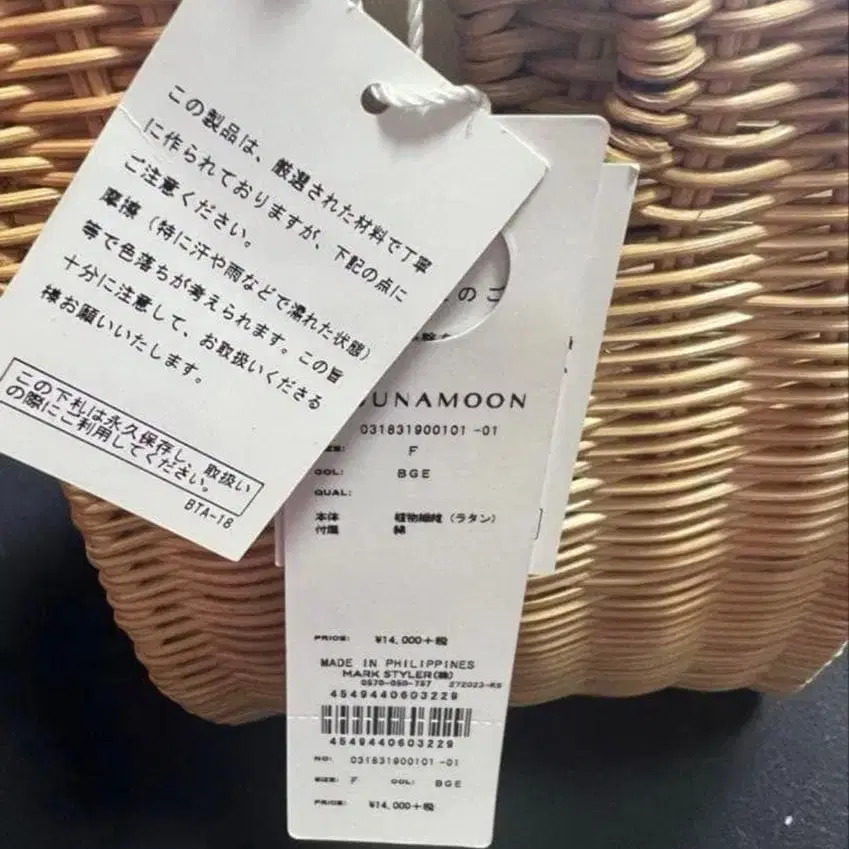 この製品は、厳選された材料で丁寧
に作られておりますが、下記の点に
ご注意ください。
摩擦（特に汗や雨などで濡れた状態）
等で色落ちが考えられます。この旨
十分に注意して、お取扱いくださる
様お願いいたします。
この下札は永久保存し、取扱い
の際にご利用してください。
BTA-18
のご
UNAMOON
031831900101 -01
F
COL: BGE
QUAL:
本体 植物繊維（ラタン）
付属 綿
PRICE: ¥14,000+税
MADE IN PHILIPPINES
MARK STYLER(株)
0570-050-757 272023-KS
4549440603229
4549440603229
NO: 031831900101 -01
SIZE: F COL: BGE
PRICE: ¥14,000+税